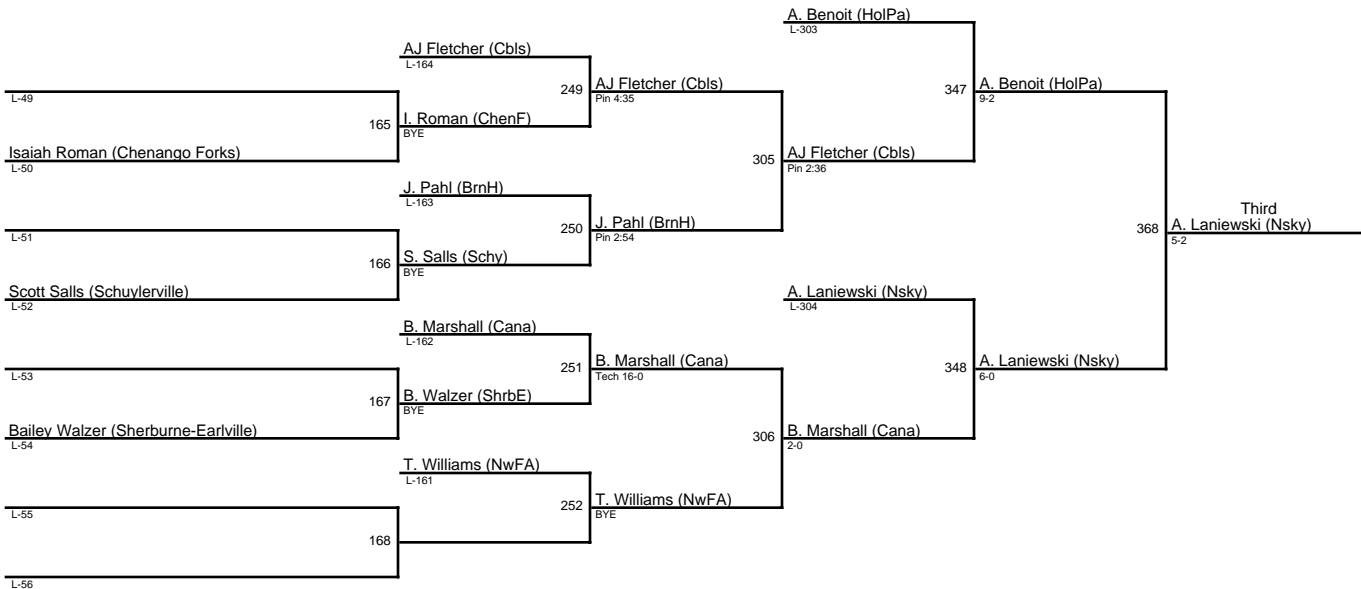 A. Benoit (HolPa)
L-303
AJ Fletcher (Cbls)
L-164
249
AJ Fletcher (Cbls)
Pin 4:35
347
A. Benoit (HolPa)
9-2
L-49
165
I. Roman (ChenF)
BYE
Isaiah Roman (Chenango Forks)
L-50
305
AJ Fletcher (Cbls)
Pin 2:36
J. Pahl (BrnH)
L-163
250
J. Pahl (BrnH)
Pin 2:54
L-51
166
S. Salls (Schy)
BYE
Scott Salls (Schuylerville)
L-52
368
Third
A. Laniewski (Nsky)
5-2
A. Laniewski (Nsky)
L-304
B. Marshall (Cana)
L-162
251
B. Marshall (Cana)
Tech 16-0
348
A. Laniewski (Nsky)
6-0
L-53
167
B. Walzer (ShrbE)
BYE
Bailey Walzer (Sherburne-Earlville)
L-54
306
B. Marshall (Cana)
2-0
T. Williams (NwFA)
L-161
252
T. Williams (NwFA)
BYE
L-55
168
L-56